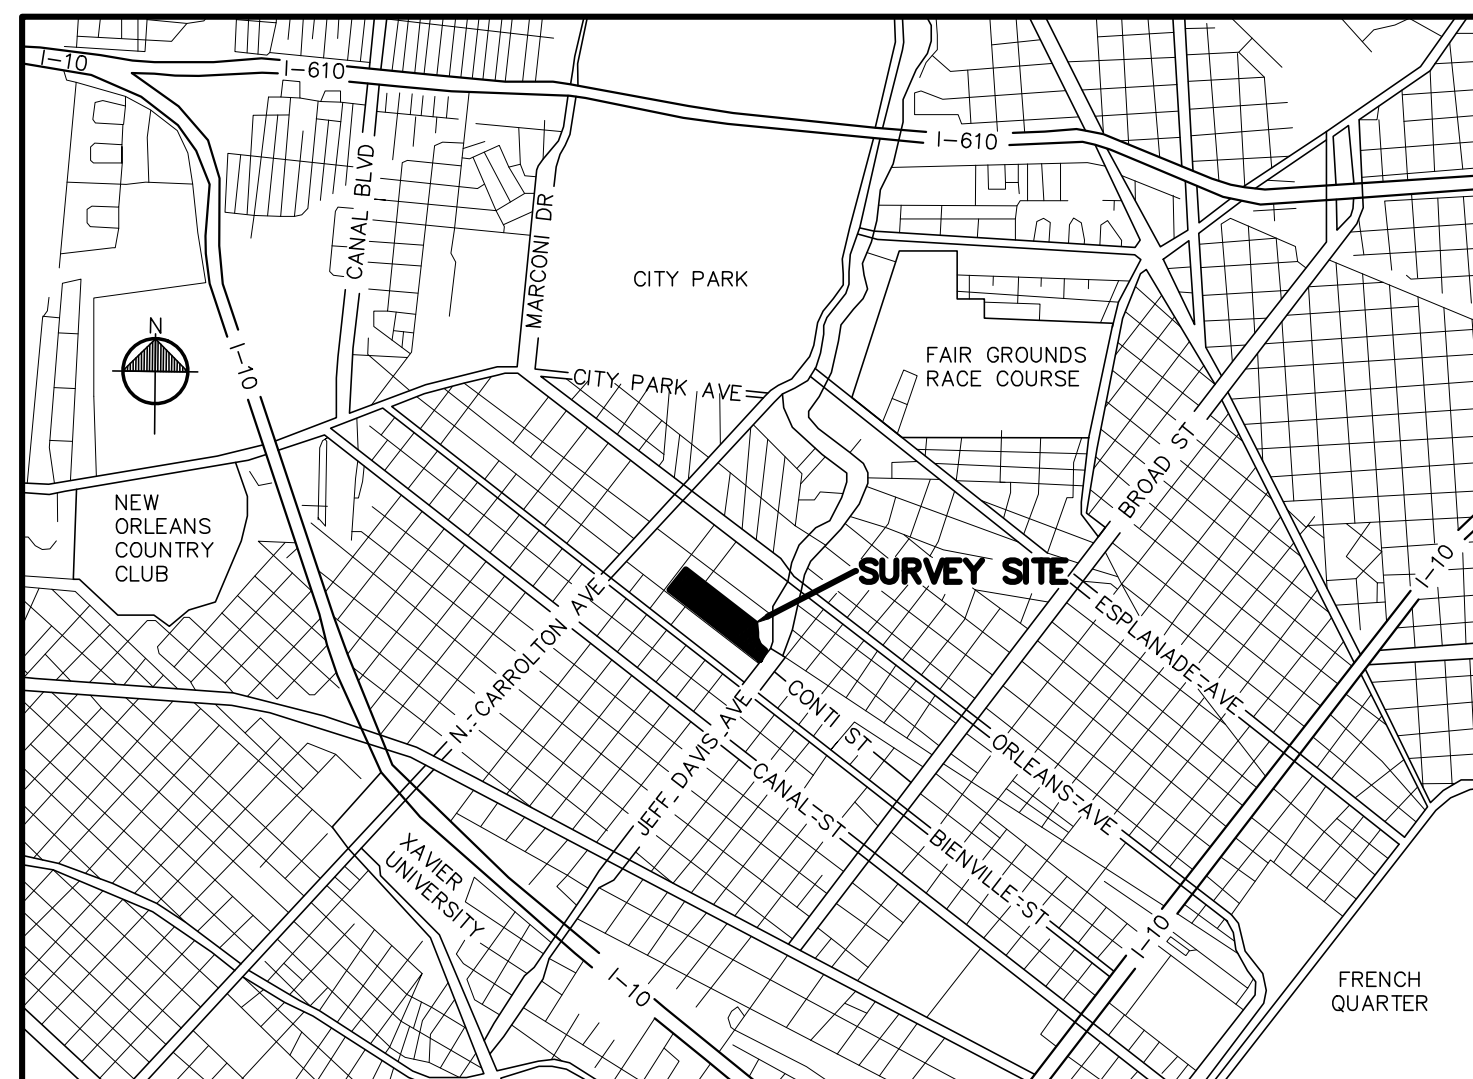 I-10
I-610
I-610
CANAL BLVD
MARCONI DR
CITY PARK
N
I-10
FAIR GROUNDS
RACE COURSE
CITY PARK AVE
BROAD ST
NEW
ORLEANS
COUNTRY
CLUB
SURVEY SITE
I-10
N. CARROLTON AVE
ESPLANADE AVE
CONTI ST
JEFF DAVIS AVE
ORLEANS AVE
CANAL ST
BIENVILLE ST
XAVIER
UNIVERSITY
I-10
I-10
FRENCH
QUARTER